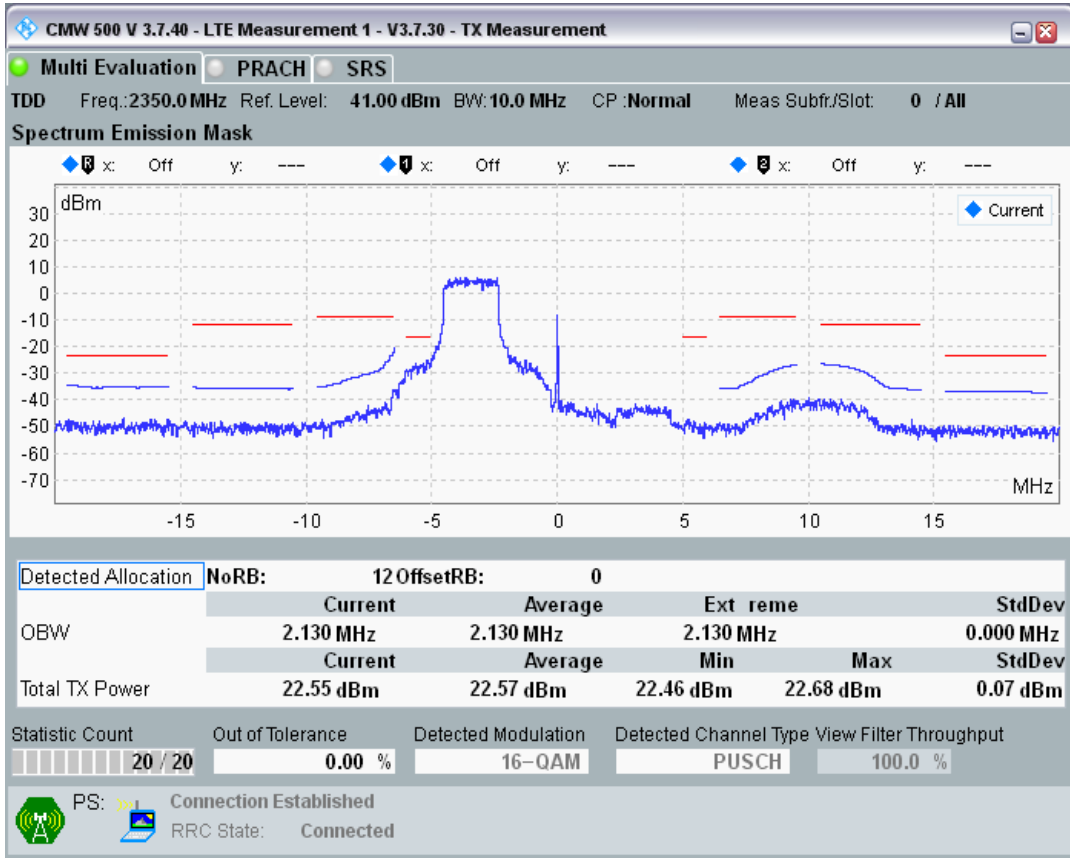 CMW 500 V 3.7.40 - LTE Measurement 1 - V3.7.30 - TX Measurement
Multi Evaluation PRACH SRS
TDD Freq.:2350.0 MHz Ref. Level: 41.00 dBm BW: 10.0 MHz CP :Normal Meas Subfr./Slot: 0 / All
Spectrum Emission Mask
R x: Off y: --- 1 x: Off y: --- 2 x: Off y: ---
dBm
Current
30
20
10
0
-10
-20
-30
-40
-50
-60
-70
MHz
-15 -10 -5 0 5 10 15
Detected Allocation NoRB: 12 OffsetRB: 0
Current Average Ext reme StdDev
OBW 2.130 MHz 2.130 MHz 2.130 MHz 0.000 MHz
Current Average Min Max StdDev
Total TX Power 22.55 dBm 22.57 dBm 22.46 dBm 22.68 dBm 0.07 dBm
Statistic Count Out of Tolerance Detected Modulation Detected Channel Type View Filter Throughput
20 / 20 0.00 % 16-QAM PUSCH 100.0 %
PS: Connection Established
RRC State: Connected